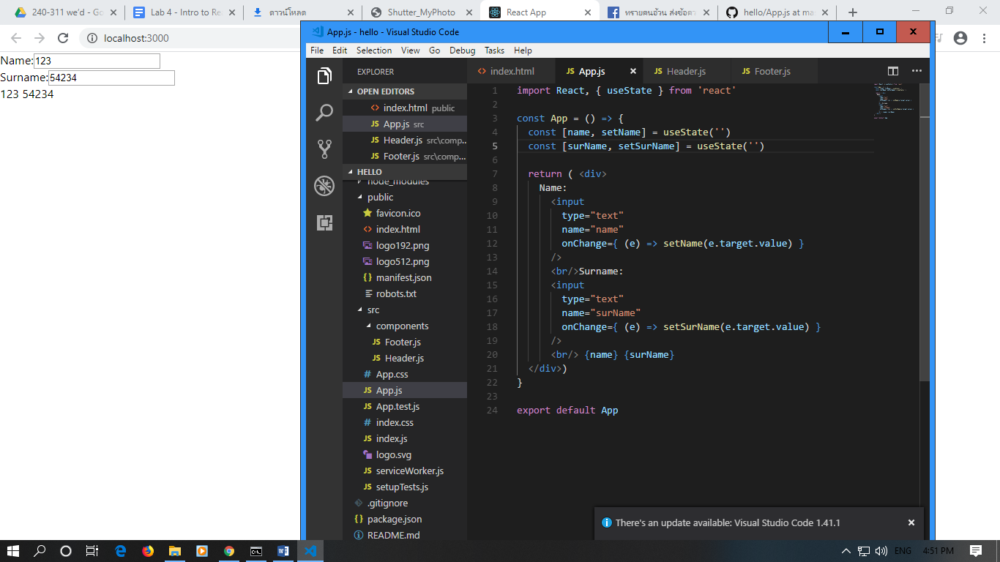 240-311 we'd - Go
Lab 4 - Intro to Re
ดาวน์โหลด
Shutter_MyPhoto
React App
ทรายคนอ้วน ส่งข้อคว
hello/App.js at ma
localhost:3000
Name:123
Surname:54234
123 54234
App.js - hello - Visual Studio Code
File Edit Selection View Go Debug Tasks Help
EXPLORER
OPEN EDITORS
index.html public
App.js src
Header.js src\comp...
Footer.js src\comp...
HELLO
node_modules
public
favicon.ico
index.html
logo192.png
logo512.png
manifest.json
robots.txt
src
components
Footer.js
Header.js
App.css
App.js
App.test.js
index.css
index.js
logo.svg
serviceWorker.js
setupTests.js
.gitignore
package.json
README.md
index.html
JS App.js
JS Header.js
JS Footer.js
1 import React, { useState } from 'react'
2
3 const App = () => {
4 const [name, setName] = useState('')
5 const [surName, setSurName] = useState('')
6
7 return ( <div>
8 Name:
9 <input
10 type="text"
11 name="name"
12 onChange={ (e) => setName(e.target.value) }
13 />
14 <br/>Surname:
15 <input
16 type="text"
17 name="surName"
18 onChange={ (e) => setSurName(e.target.value) }
19 />
20 <br/> {name} {surName}
21 </div>)
22 }
23
24 export default App
There's an update available: Visual Studio Code 1.41.1
ENG 4:51 PM